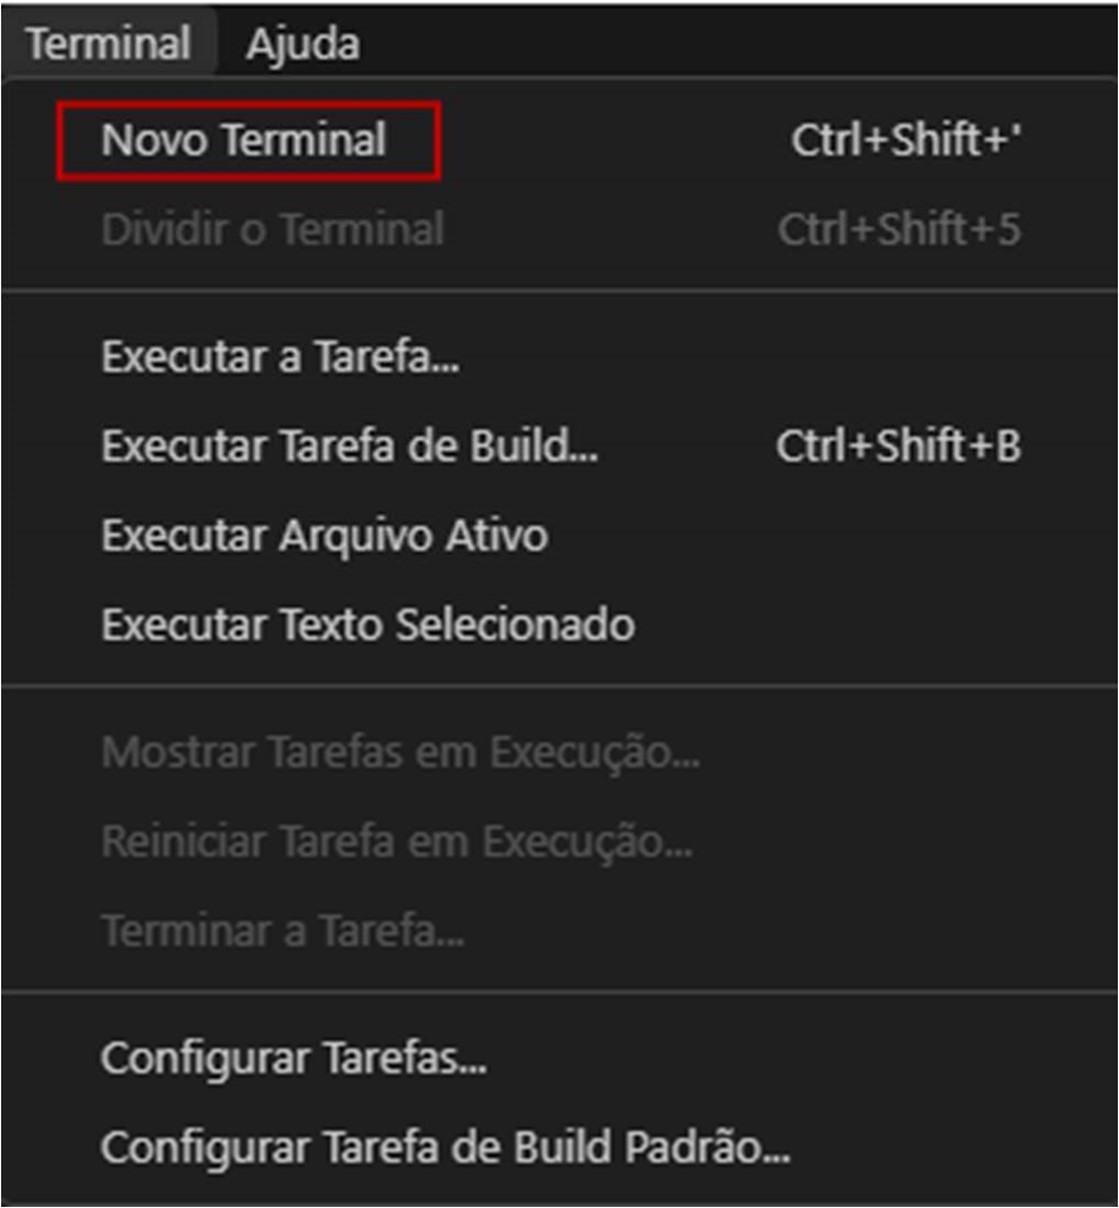 Terminal Ajuda
Novo Terminal Ctrl+Shift+'
Dividir o Terminal Ctrl+Shift+5
Executar a Tarefa...
Executar Tarefa de Build... Ctrl+Shift+B
Executar Arquivo Ativo
Executar Texto Selecionado
Mostrar Tarefas em Execução...
Reiniciar Tarefa em Execução...
Terminar a Tarefa...
Configurar Tarefas...
Configurar Tarefa de Build Padrão...